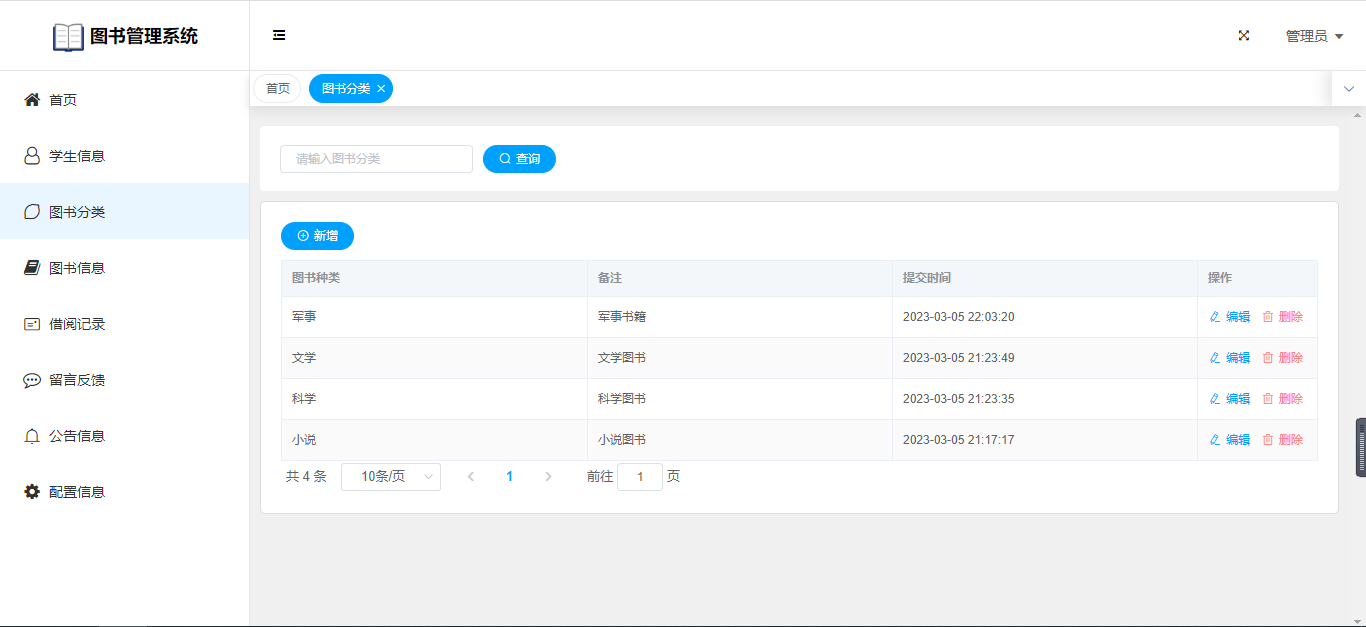 图书管理系统
管理员
首页
学生信息
图书分类
图书信息
借阅记录
留言反馈
公告信息
配置信息
首页 图书分类
请输入图书分类 查询
新增
图书种类 备注 提交时间 操作
军事 军事书籍 2023-03-05 22:03:20 编辑 删除
文学 文学图书 2023-03-05 21:23:49 编辑 删除
科学 科学图书 2023-03-05 21:23:35 编辑 删除
小说 小说图书 2023-03-05 21:17:17 编辑 删除
共 4 条 10条/页 1 前往 1 页